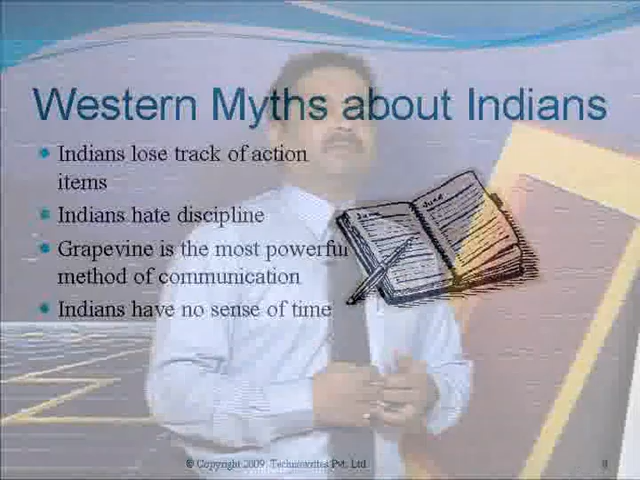 Western Myths about Indians
Indians lose track of action
items
Indians hate discipline
Grapevine is the most powerful
method of communication
Indians have no sense of time
© Copyright 2009, Technowrites Pvt. Ltd